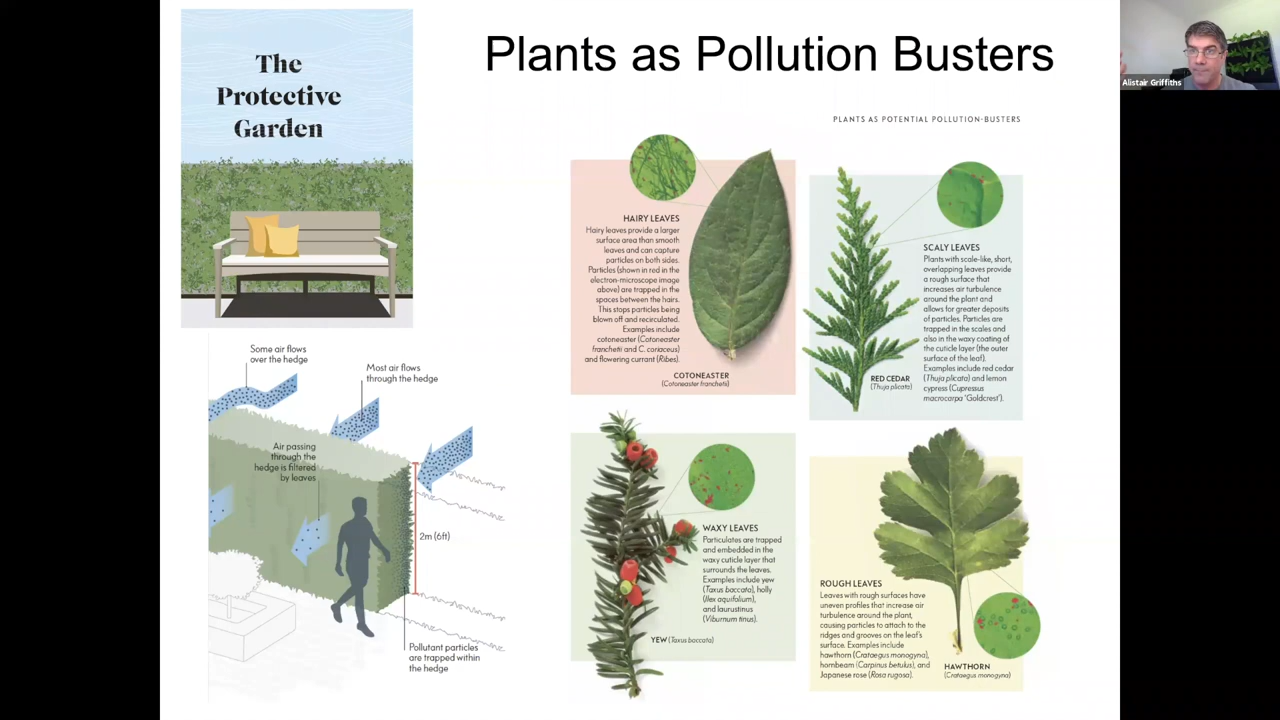 The
Protective
Garden
Plants as Pollution Busters
Alistair Griffiths
PLANTS AS POTENTIAL POLLUTION-BUSTERS
HAIRY LEAVES
Hairy leaves provide a larger
surface area than smooth
leaves and can capture
particles on both sides.
Particles (shown in red in the
electron-microscope image
above) are trapped in the
spaces between the hairs.
This stops particles being
blown off and recirculated.
Examples include
cotoneaster (Cotoneaster
franchetii and C. coriaceus)
and flowering currant (Ribes).
COTONEASTER
(Cotoneaster franchetii)
SCALY LEAVES
Plants with scale-like, short,
overlapping leaves provide
a rough surface that
increases air turbulence
around the plant and
allows for greater deposits
of particles. Particles are
trapped in the scales and
also in the waxy coating of
the cuticle layer (the outer
surface of the leaf).
Examples include red cedar
(Thuja plicata) and lemon
cypress (Cupressus
macrocarpa 'Goldcrest').
RED CEDAR
(Thuja plicata)
Some air flows
over the hedge
Most air flows
through the hedge
Air passing
through the
hedge is filtered
by leaves
2m (6ft)
Pollutant particles
are trapped within
the hedge
WAXY LEAVES
Particulates are trapped
and embedded in the
waxy cuticle layer that
surrounds the leaves.
Examples include yew
(Taxus baccata), holly
(Ilex aquifolium),
and laurustinus
(Viburnum tinus).
YEW (Taxus baccata)
ROUGH LEAVES
Leaves with rough surfaces have
uneven profiles that increase air
turbulence around the plant,
causing particles to attach to the
ridges and grooves on the leaf's
surface. Examples include
hawthorn (Crataegus monogyna),
hornbeam (Carpinus betulus), and
Japanese rose (Rosa rugosa).
HAWTHORN
(Crataegus monogyna)